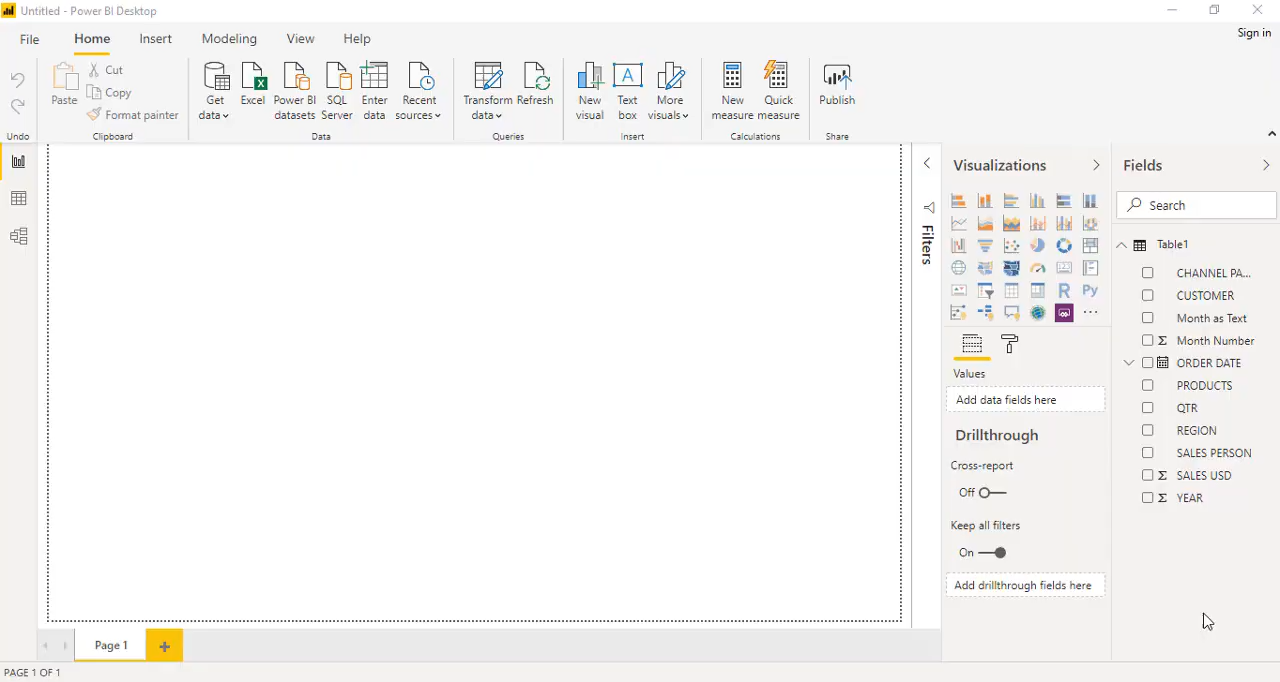 Untitled - Power BI Desktop
File Home Insert Modeling View Help
Sign in
Paste
Cut
Copy
Format painter
Get data
Excel
Power BI datasets
SQL Server
Enter data
Recent sources
Transform data
Refresh
New visual
Text box
More visuals
New measure
Quick measure
Publish
Undo
Clipboard
Data
Queries
Insert
Calculations
Share
Filters
Visualizations
R
Py
Values
Add data fields here
Drillthrough
Cross-report
Off
Keep all filters
On
Add drillthrough fields here
Fields
Search
Table1
CHANNEL PA...
CUSTOMER
Month as Text
Σ Month Number
ORDER DATE
PRODUCTS
QTR
REGION
SALES PERSON
Σ SALES USD
Σ YEAR
Page 1
PAGE 1 OF 1